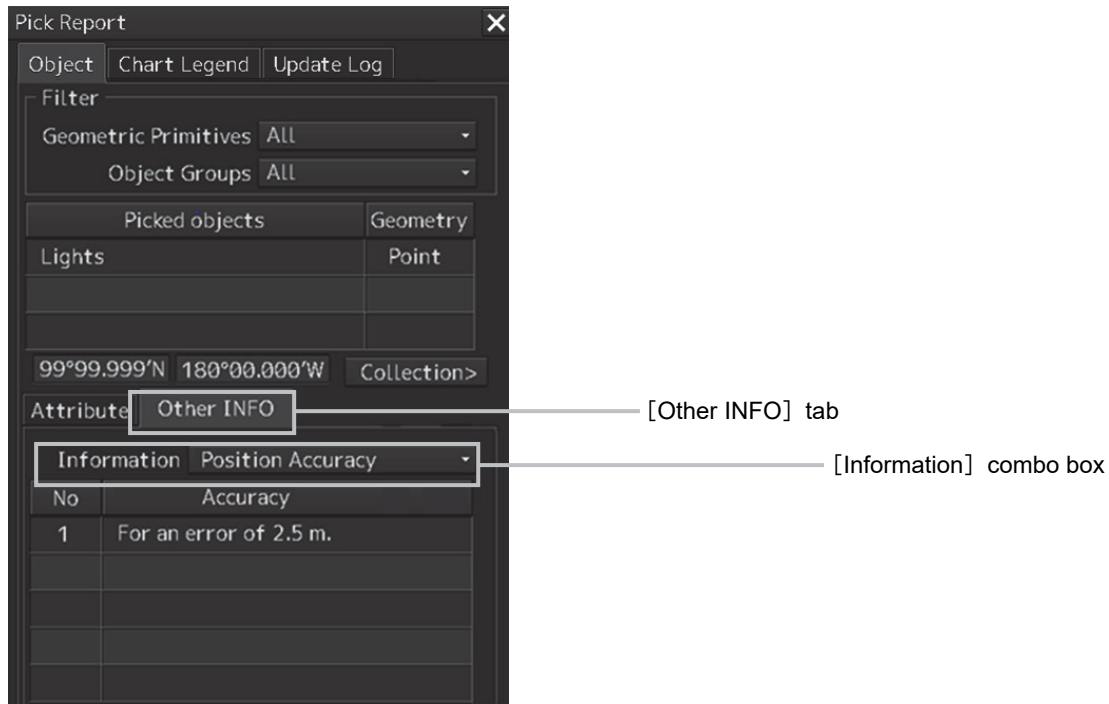 Pick Report
Object Chart Legend Update Log
Filter
Geometric Primitives All
Object Groups All
Picked objects Geometry
Lights Point
99°99.999′N 180°00.000′W Collection>
Attribute Other INFO [Other INFO] tab
Information Position Accuracy [Information] combo box
No Accuracy
1 For an error of 2.5 m.